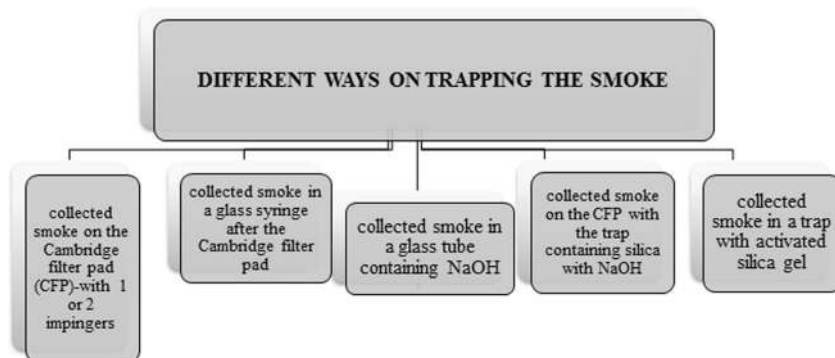 DIFFERENT WAYS ON TRAPPING THE SMOKE
collected
smoke on the
Cambridge
filter pad
(CFP)-with 1
or 2
impingers
collected smoke in
a glass syringe
after the
Cambridge filter
pad
collected smoke in
a glass tube
containing NaOH
collected smoke
on the CFP with
the trap
containing silica
with NaOH
collected
smoke in a trap
with activated
silica gel